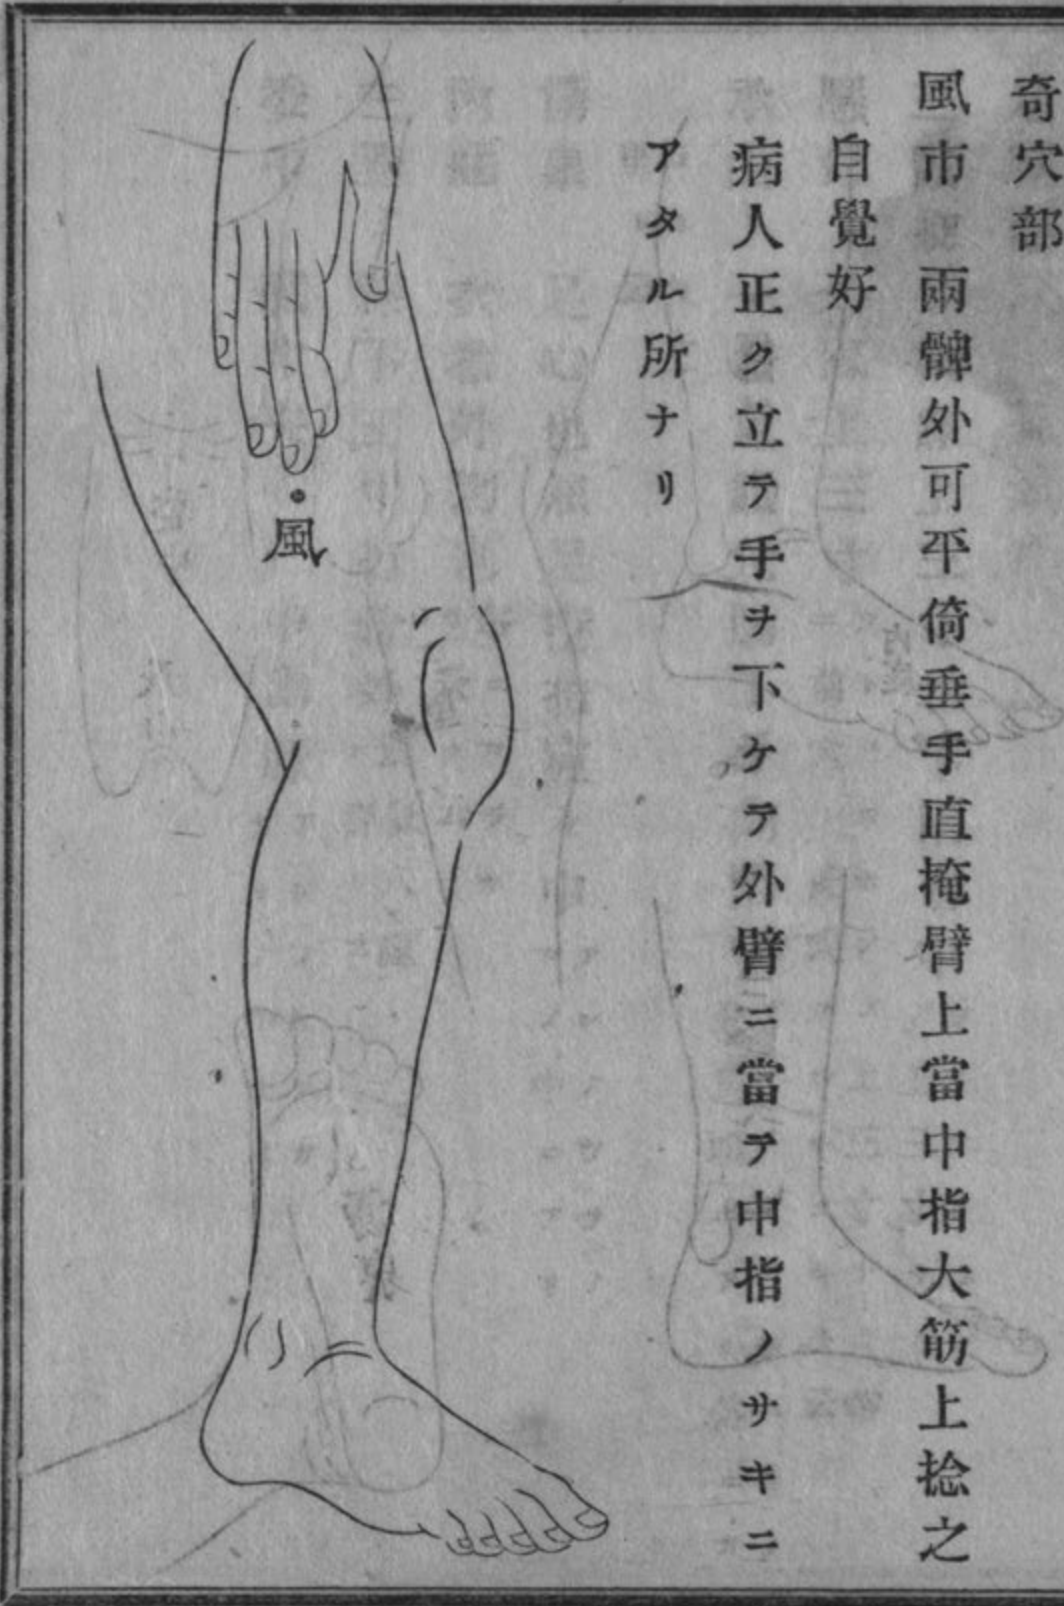 奇穴部
風市 兩髀外可平倚垂手直掩臂上當中指大筋上捻之
自覺好
病人正ク立テ手ヲ下ケテ外臂ニ當テ中指ノサキニ
アタル所ナリ
風